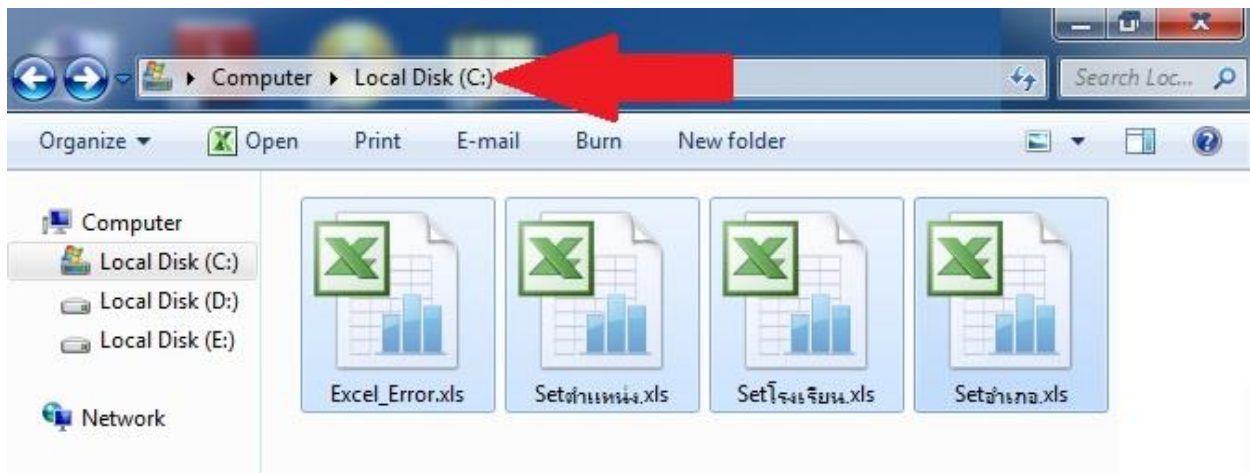 Computer ▸ Local Disk (C:)
Search Loc...
Organize Open Print E-mail Burn New folder
Computer
Local Disk (C:)
Local Disk (D:)
Local Disk (E:)
Network
Excel_Error.xls
Setตำแหน่ง.xls
Setโรงเรียน.xls
Setอำเภอ.xls